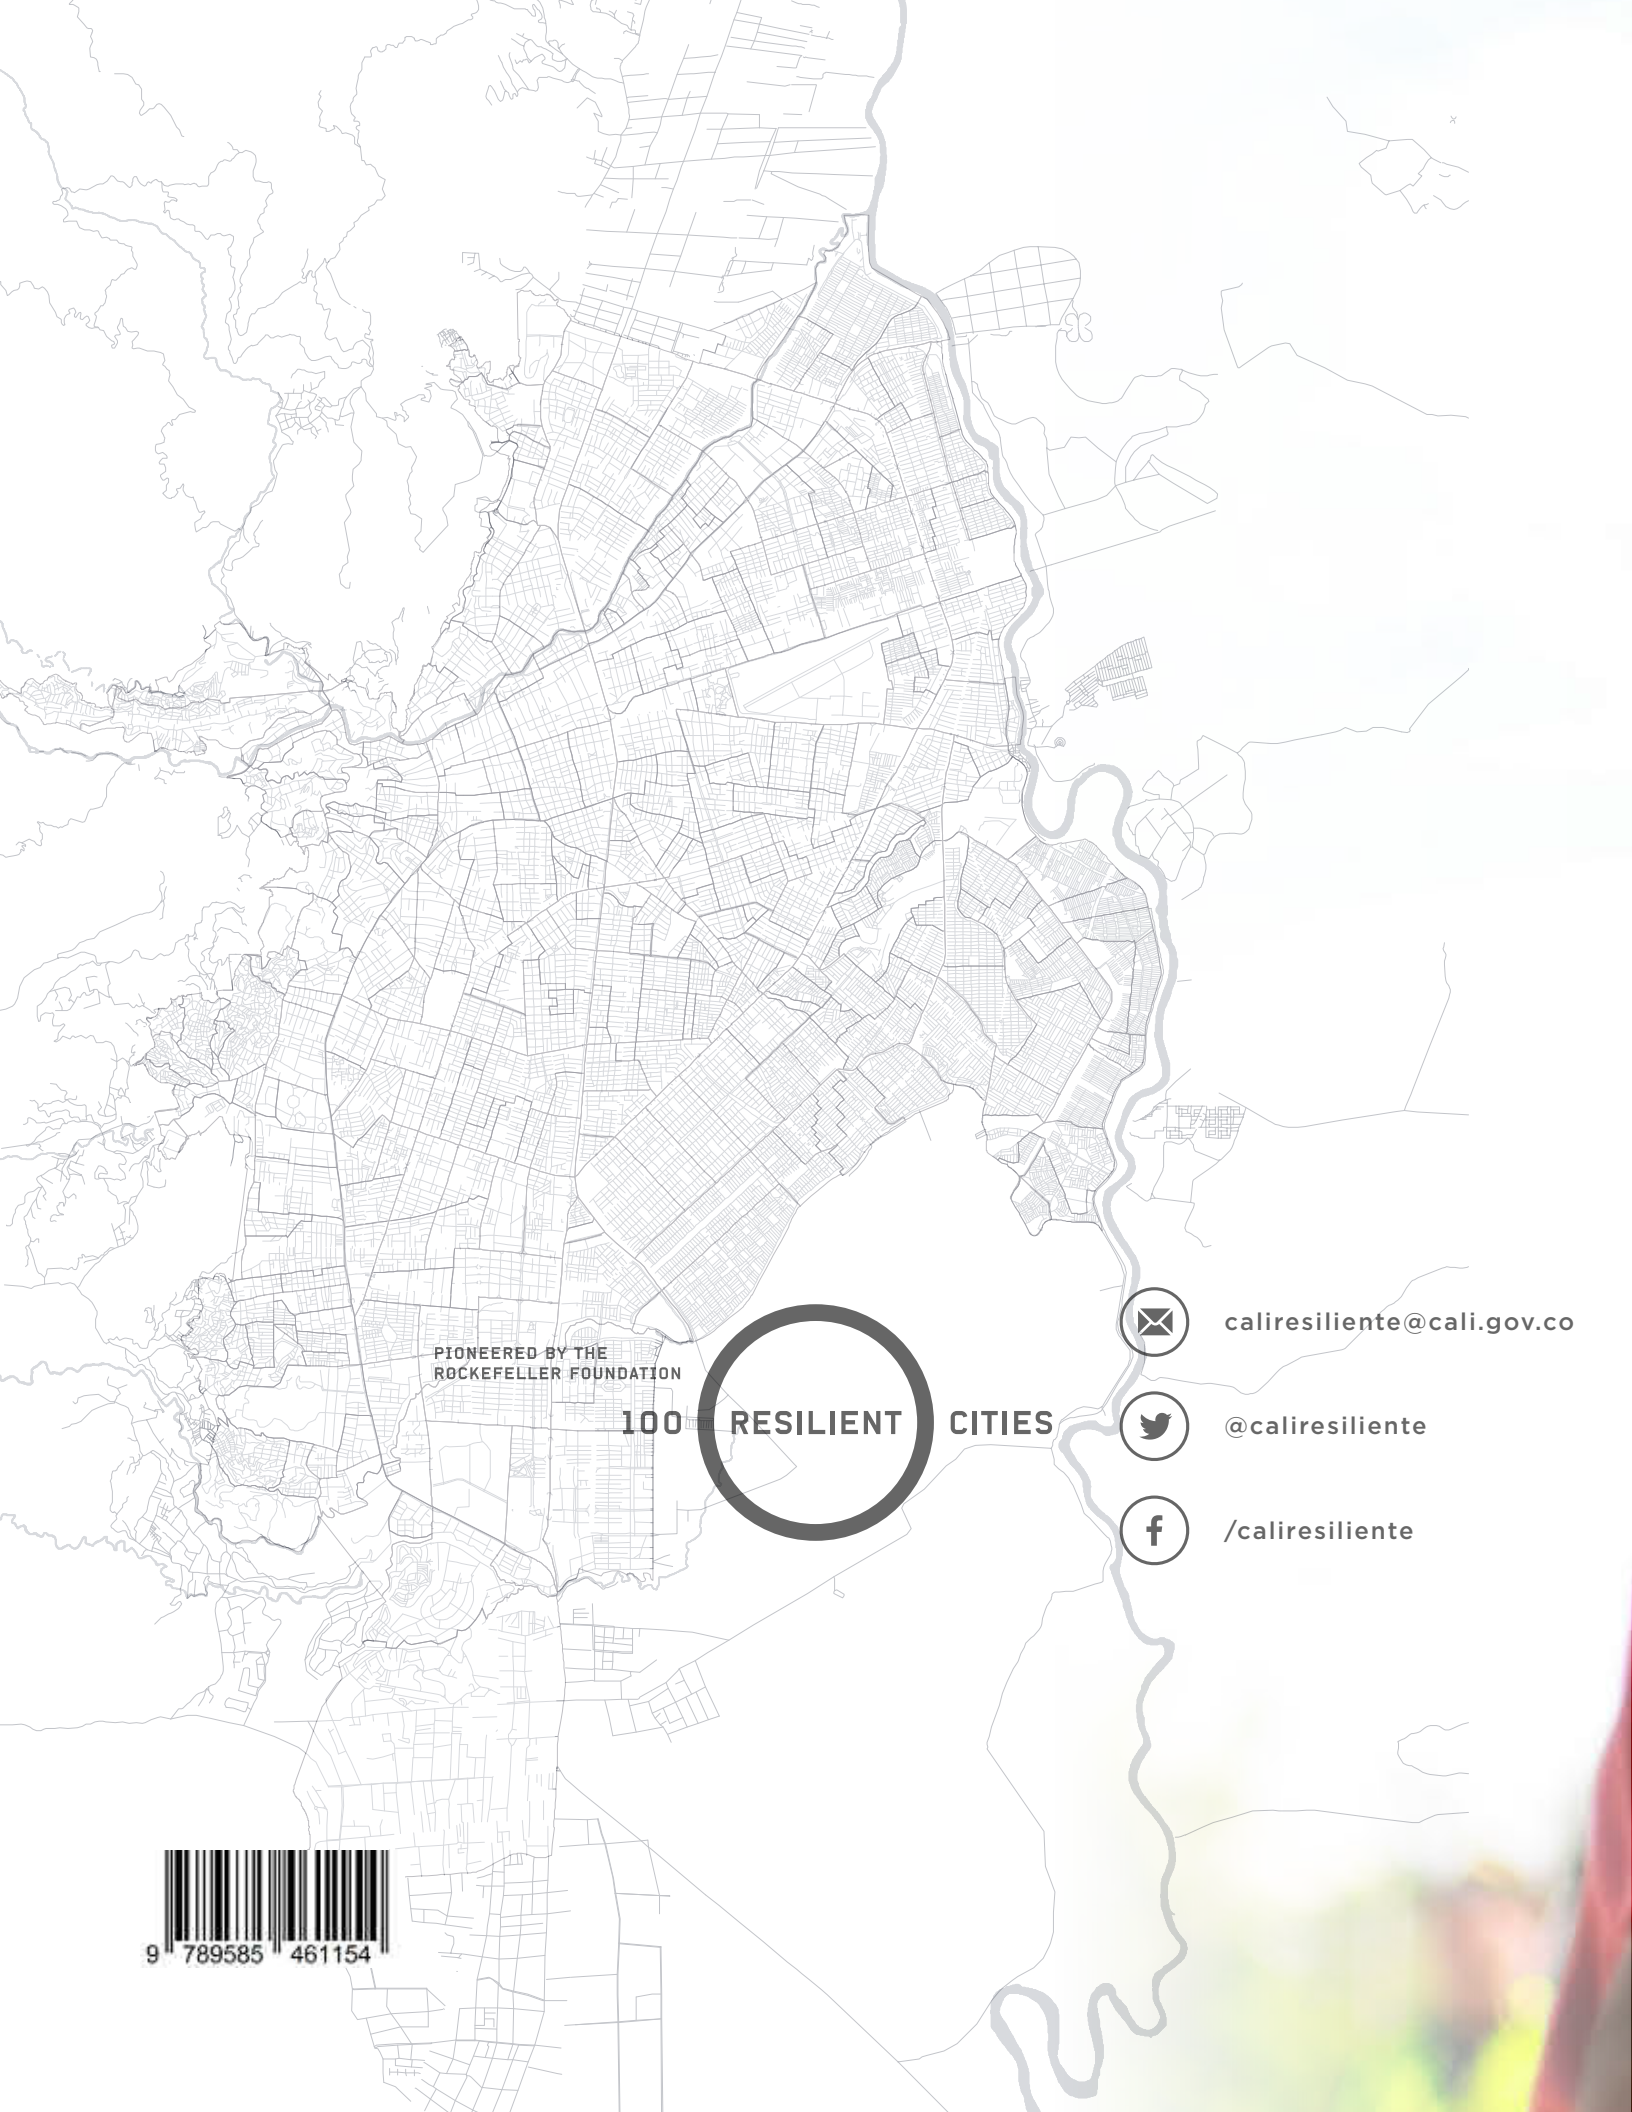 caliresiliente@cali.gov.co
PIONEERED BY THE
ROCKEFELLER FOUNDATION
100 RESILIENT CITIES
@caliresiliente
/caliresiliente
9 789585 461154